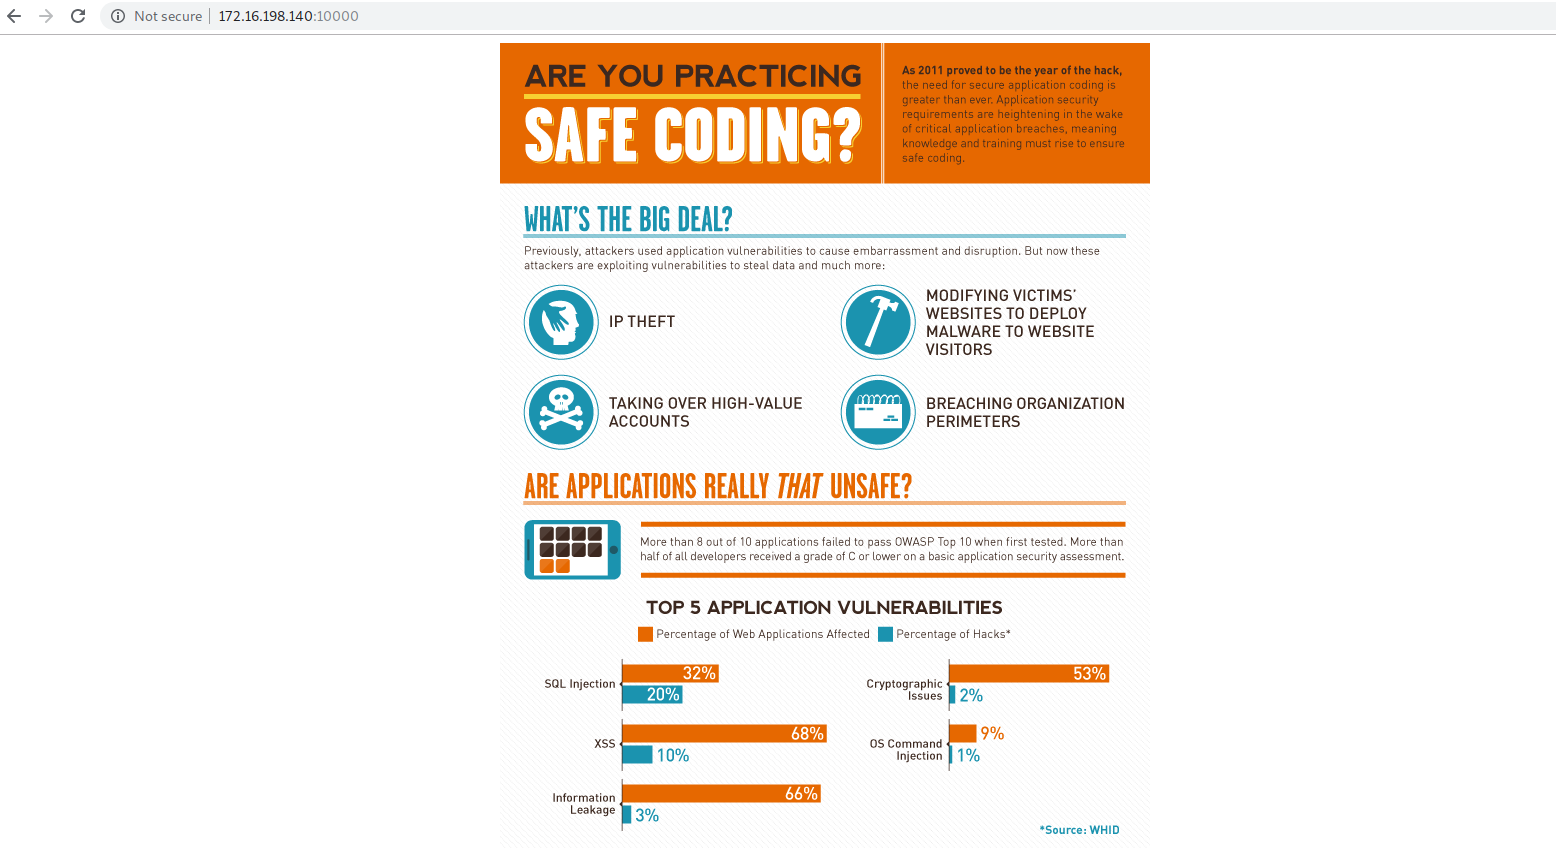 Not secure 172.16.198.140:10000
ARE YOU PRACTICING
SAFE CODING?
As 2011 proved to be the year of the hack,
the need for secure application coding is
greater than ever. Application security
requirements are heightening in the wake
of critical application breaches, meaning
knowledge and training must rise to ensure
safe coding.
WHAT'S THE BIG DEAL?
Previously, attackers used application vulnerabilities to cause embarrassment and disruption. But now these
attackers are exploiting vulnerabilities to steal data and much more:
IP THEFT
MODIFYING VICTIMS'
WEBSITES TO DEPLOY
MALWARE TO WEBSITE
VISITORS
TAKING OVER HIGH-VALUE
ACCOUNTS
BREACHING ORGANIZATION
PERIMETERS
ARE APPLICATIONS REALLY THAT UNSAFE?
More than 8 out of 10 applications failed to pass OWASP Top 10 when first tested. More than
half of all developers received a grade of C or lower on a basic application security assessment.
TOP 5 APPLICATION VULNERABILITIES
Percentage of Web Applications Affected
Percentage of Hacks*
SQL Injection
32%
20%
XSS
68%
10%
Information
Leakage
66%
3%
Cryptographic
Issues
53%
2%
OS Command
Injection
9%
1%
*Source: WHID